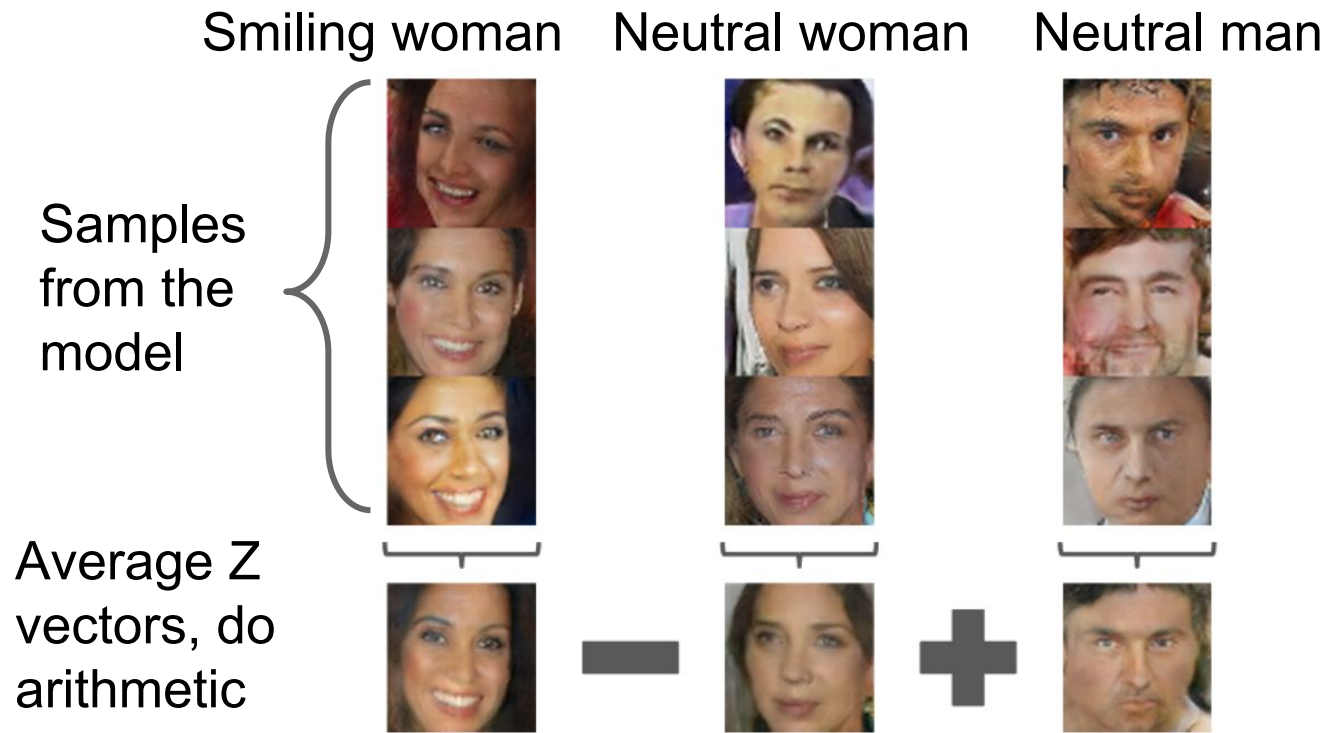 Smiling woman Neutral woman Neutral man
Samples
from the
model
Average Z
vectors, do
arithmetic